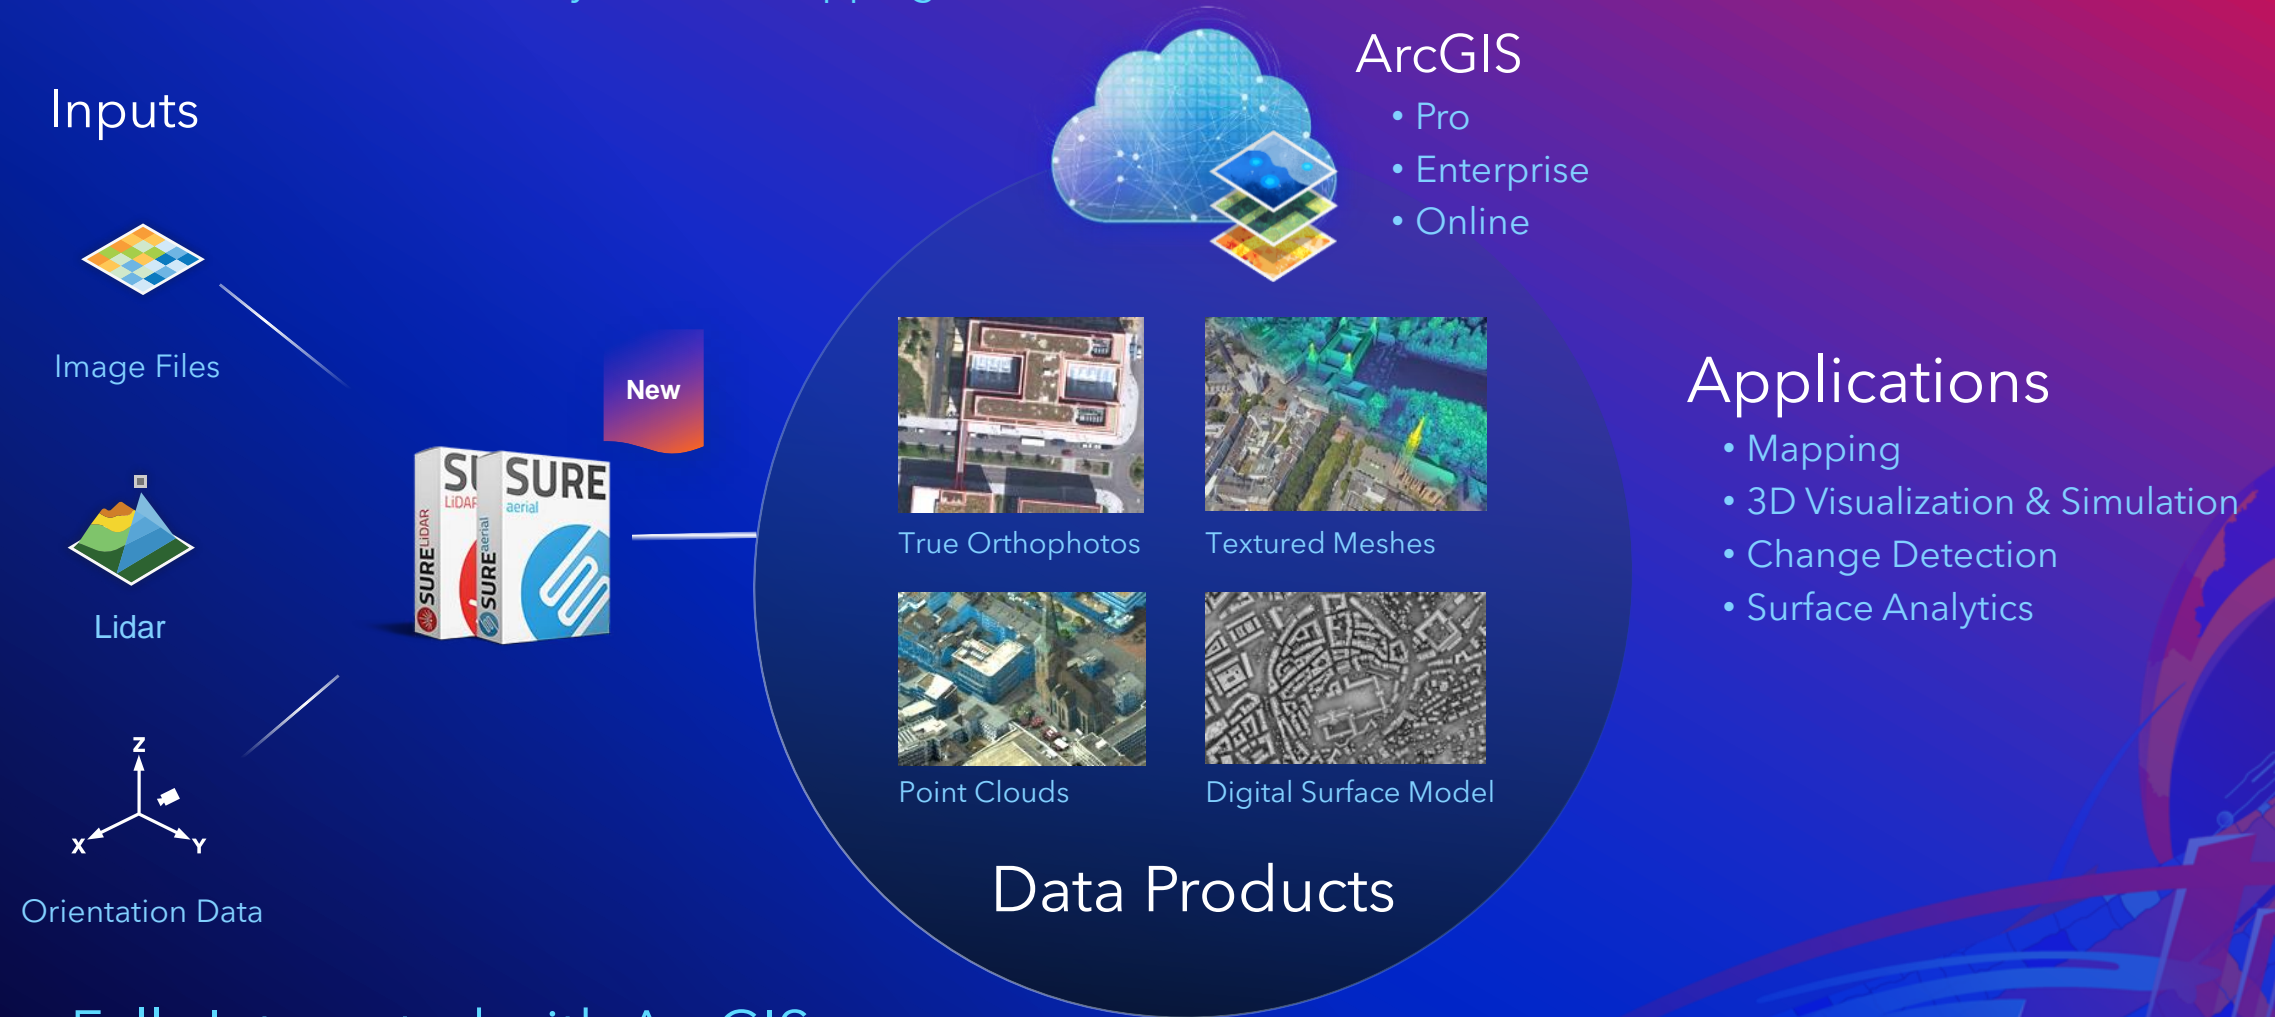 Inputs
Image Files
Lidar
Z
X
Y
Orientation Data
New
SURE
LiDAR
SURE LiDAR
SURE
aerial
SURE aerial
ArcGIS
• Pro
• Enterprise
• Online
True Orthophotos
Textured Meshes
Point Clouds
Digital Surface Model
Data Products
Applications
• Mapping
• 3D Visualization & Simulation
• Change Detection
• Surface Analytics
with ArcGIS